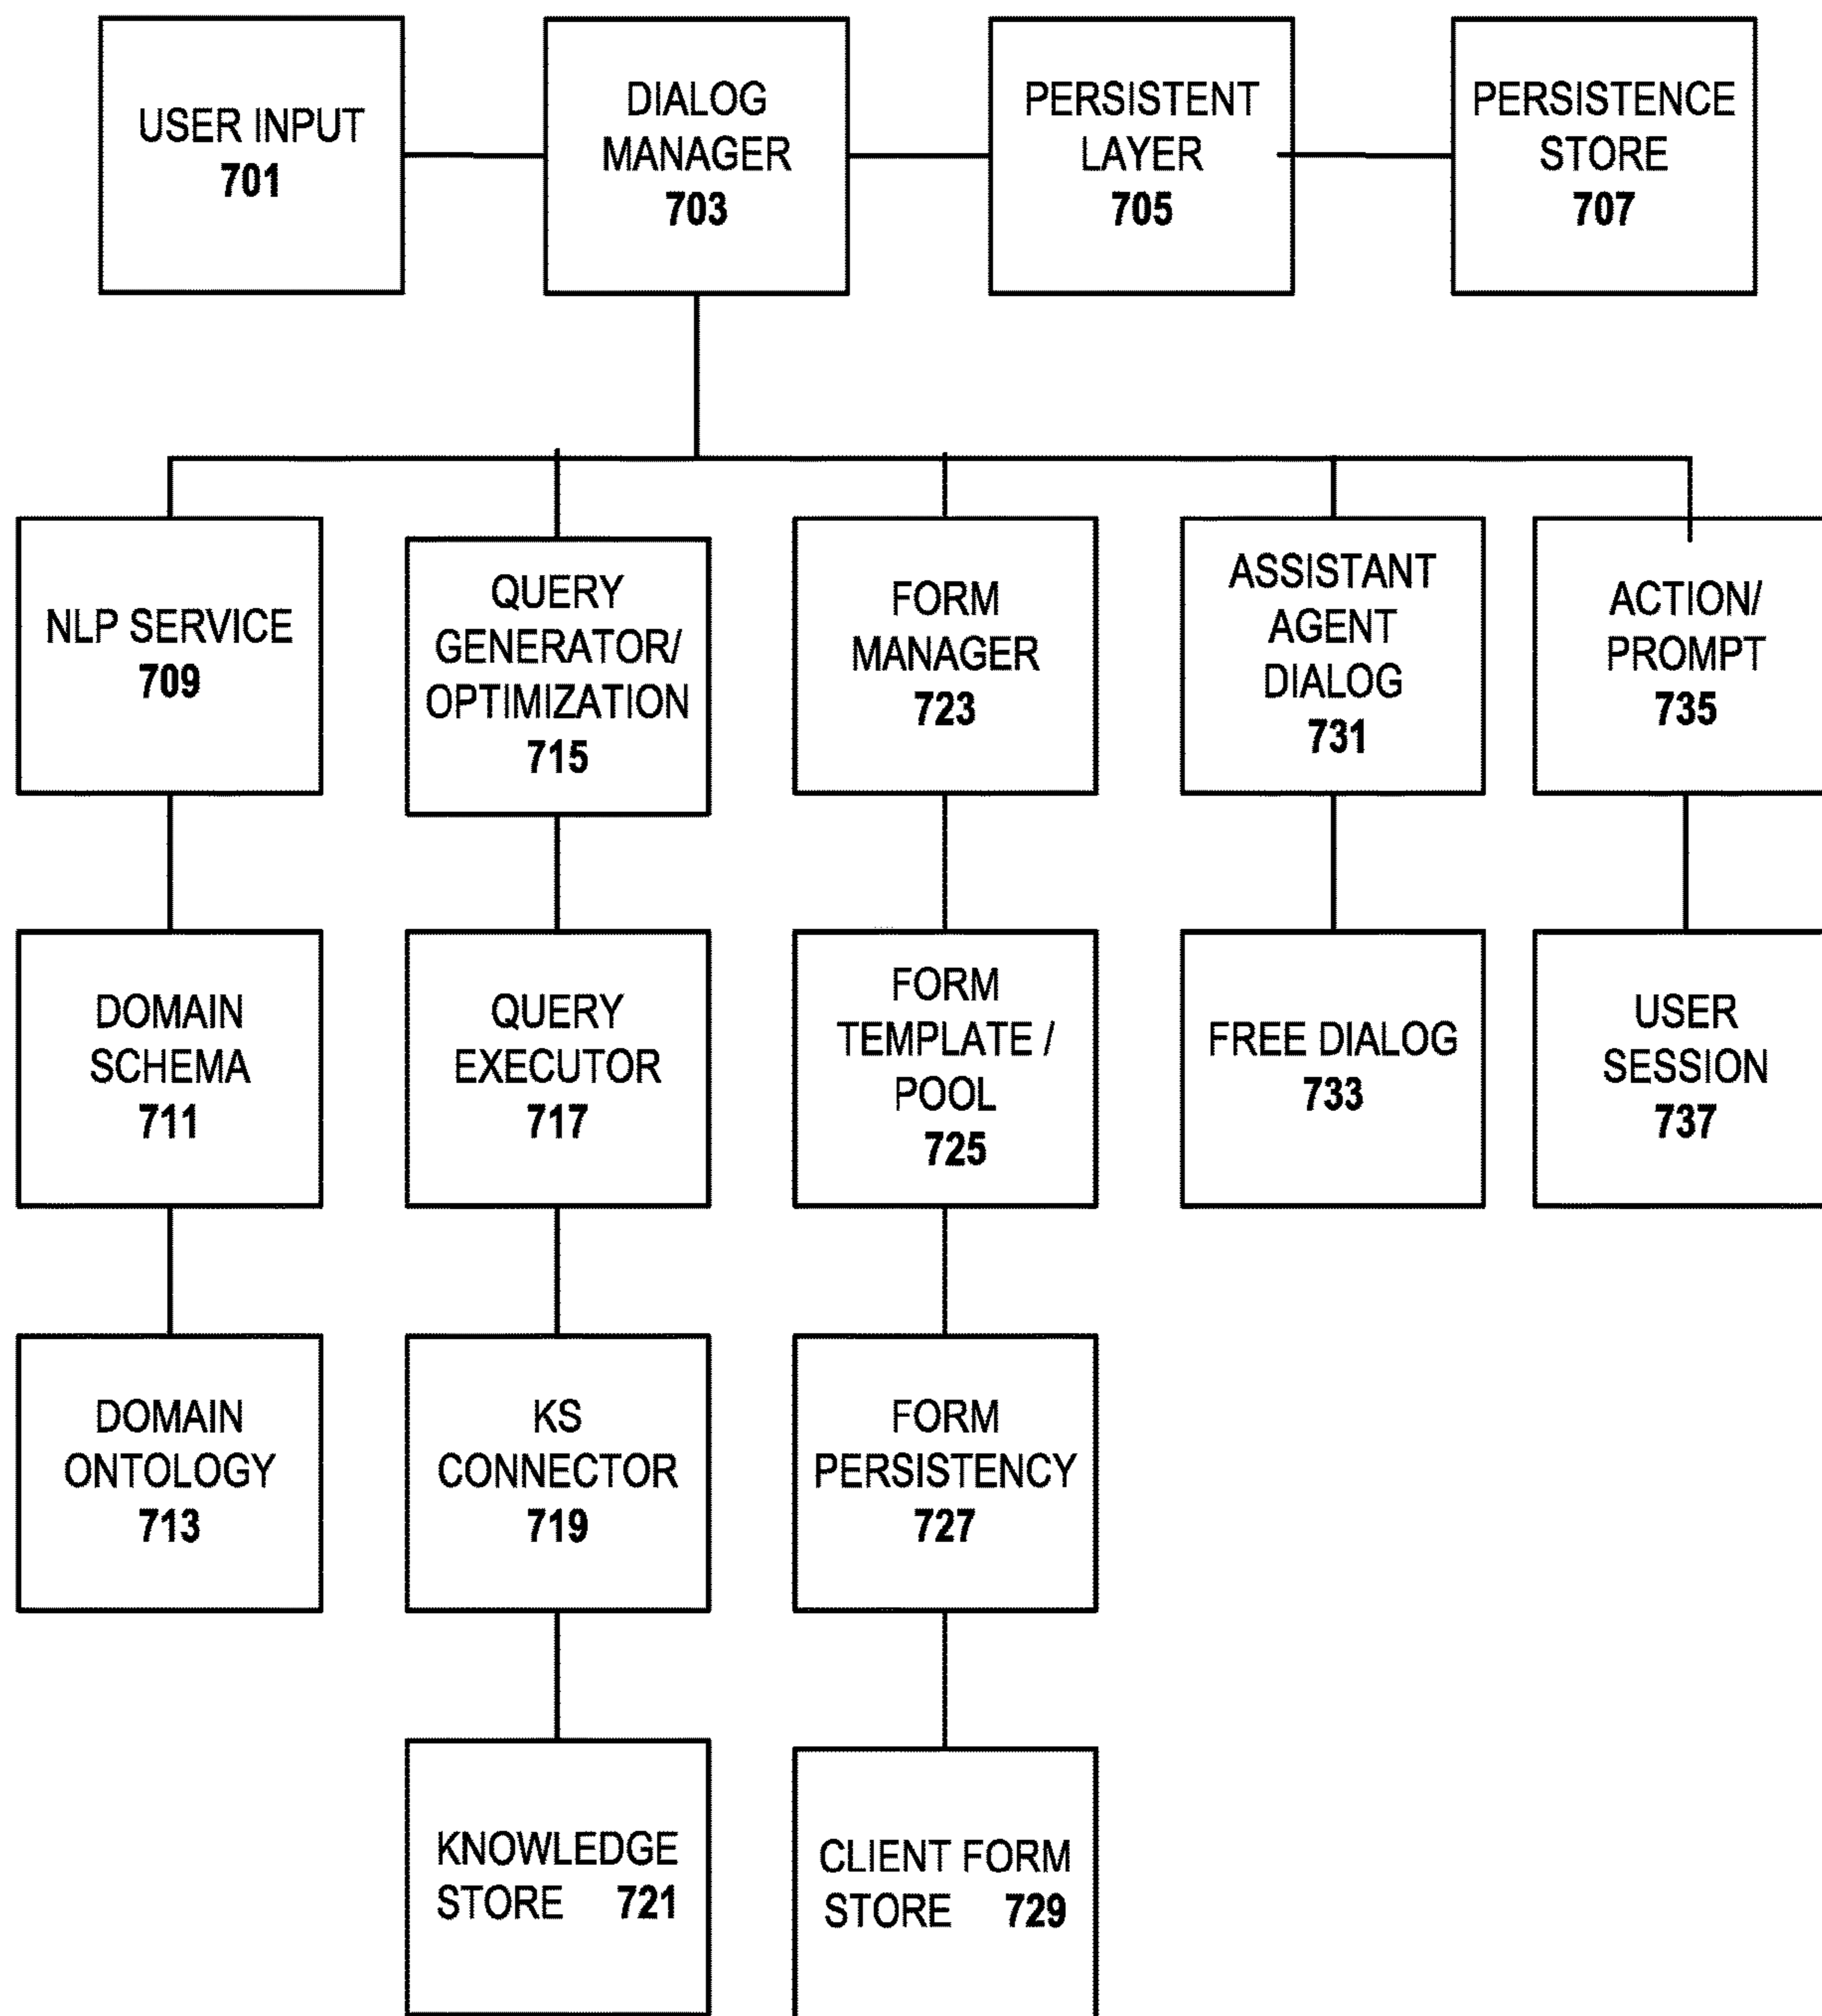 USER INPUT
701
DIALOG
MANAGER
703
PERSISTENT
LAYER
705
PERSISTENCE
STORE
707
NLP SERVICE
709
QUERY
GENERATOR/
OPTIMIZATION
715
FORM
MANAGER
723
ASSISTANT
AGENT
DIALOG
731
ACTION/
PROMPT
735
DOMAIN
SCHEMA
711
QUERY
EXECUTOR
717
FORM
TEMPLATE /
POOL
725
FREE DIALOG
733
USER
SESSION
737
DOMAIN
ONTOLOGY
713
KS
CONNECTOR
719
FORM
PERSISTENCY
727
KNOWLEDGE
STORE 721
CLIENT FORM
STORE 729